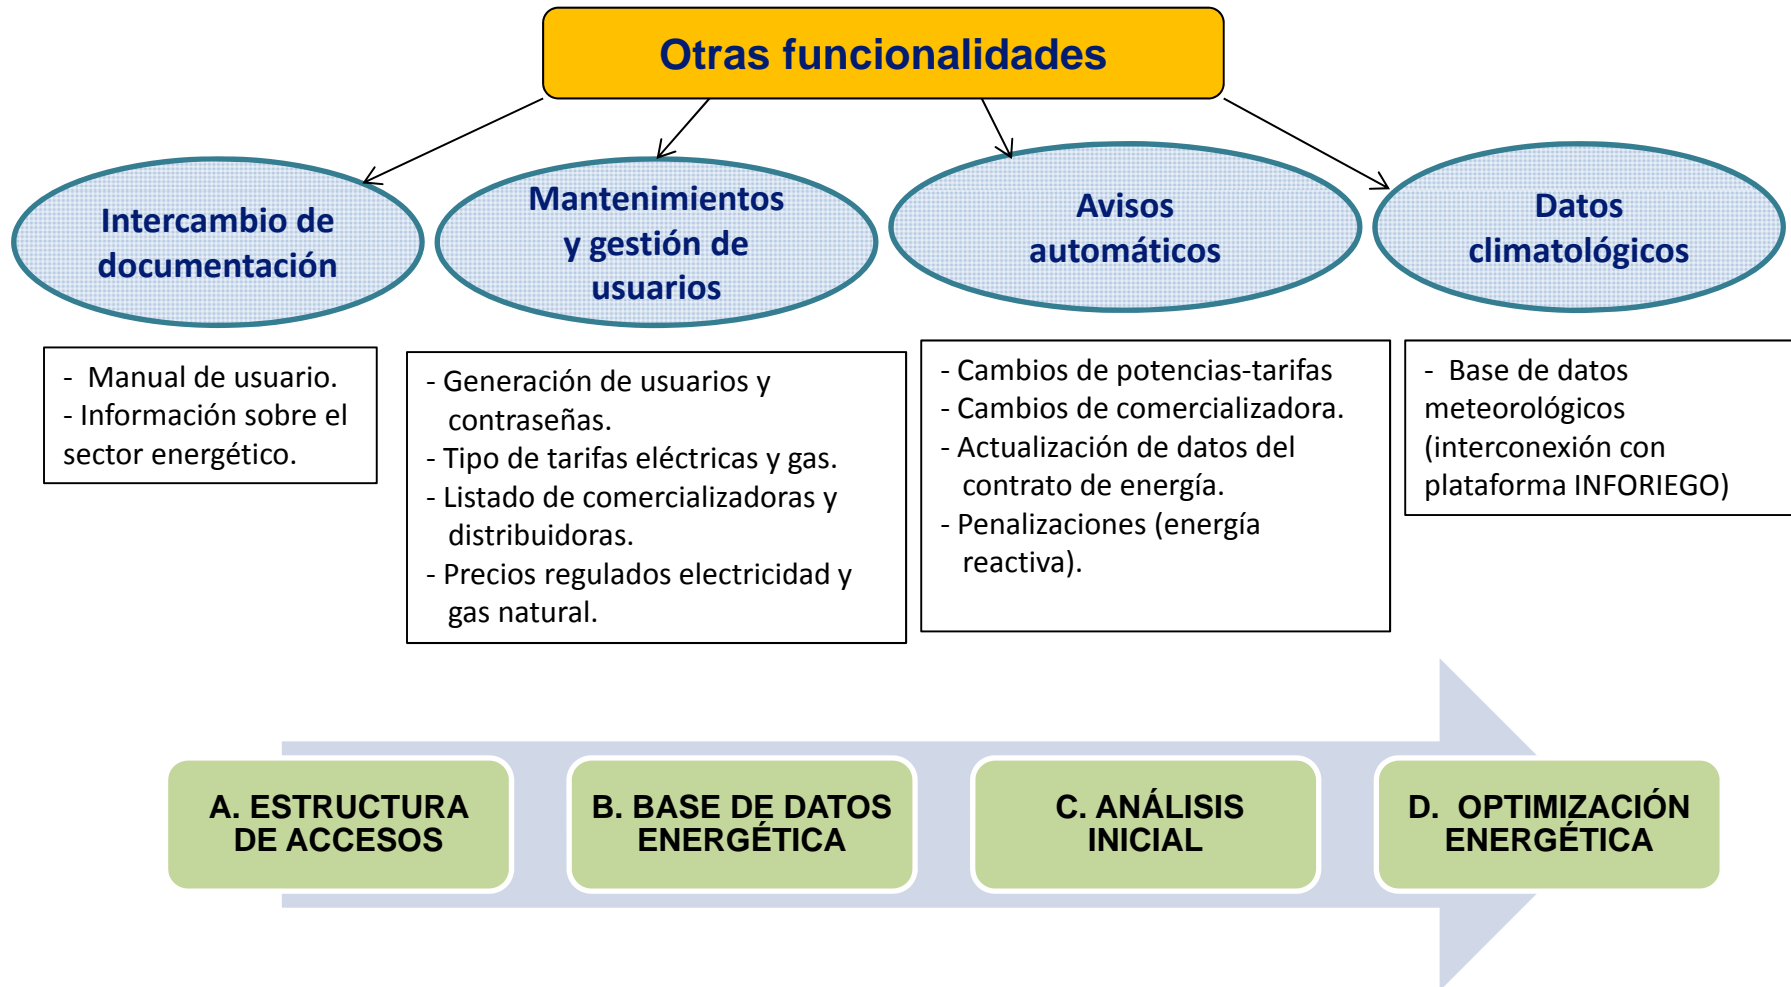 Otras funcionalidades
Intercambio de
documentación
Mantenimientos
y gestión de
usuarios
Avisos
automáticos
Datos
climatológicos
- Manual de usuario.
- Información sobre el
sector energético.
- Generación de usuarios y
contraseñas.
- Tipo de tarifas eléctricas y gas.
- Listado de comercializadoras y
distribuidoras.
- Precios regulados electricidad y
gas natural.
- Cambios de potencias-tarifas
- Cambios de comercializadora.
- Actualización de datos del
contrato de energía.
- Penalizaciones (energía
reactiva).
- Base de datos
meteorológicos
(interconexión con
plataforma INFORIEGO)
A. ESTRUCTURA
DE ACCESOS
B. BASE DE DATOS
ENERGÉTICA
C. ANÁLISIS
INICIAL
D. OPTIMIZACIÓN
ENERGÉTICA